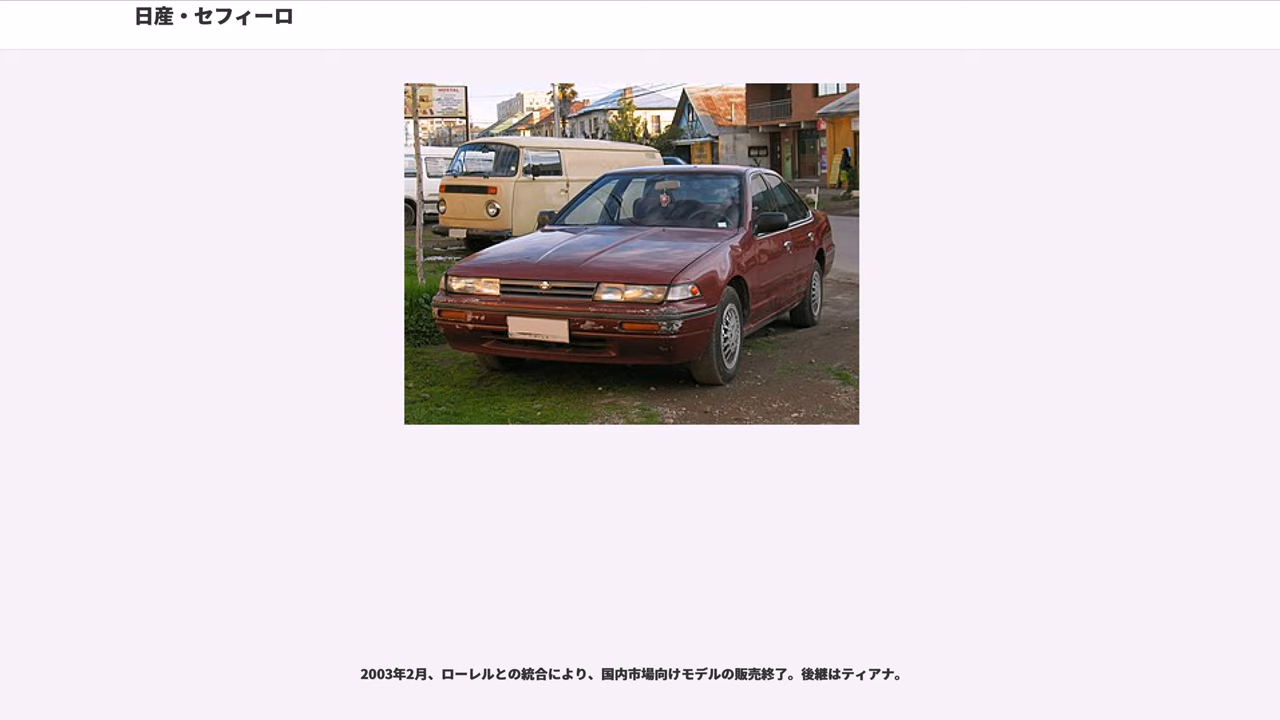 日産・セフィーロ
2003年2月、ローレルとの統合により、国内市場向けモデルの販売終了。後継はティアナ。